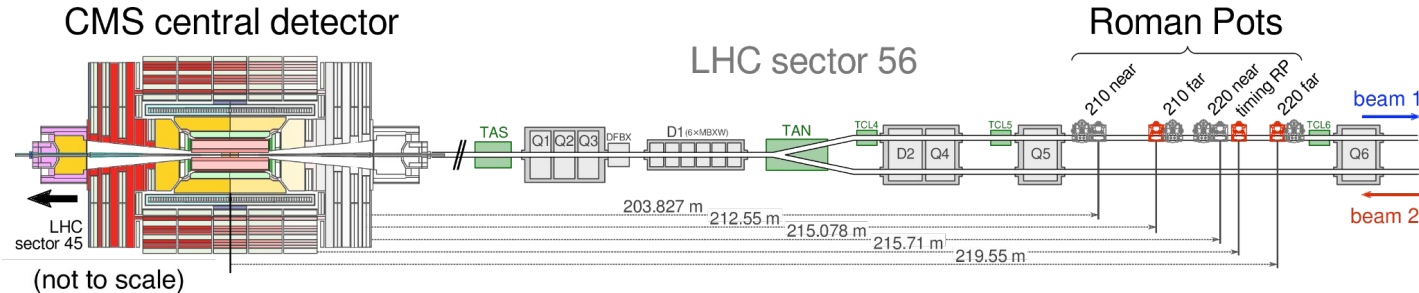 CMS central detector
Roman Pots
LHC sector 56
210 near
210 far
220 near
timing RP
220 far
beam 1
TAS
Q1 Q2 Q3
DFBX
D1 (6×MBXW)
TAN
TCL4
D2 Q4
TCL5
Q5
TCL6
Q6
beam 2
LHC
sector 45
203.827 m
212.55 m
215.078 m
215.71 m
219.55 m
(not to scale)